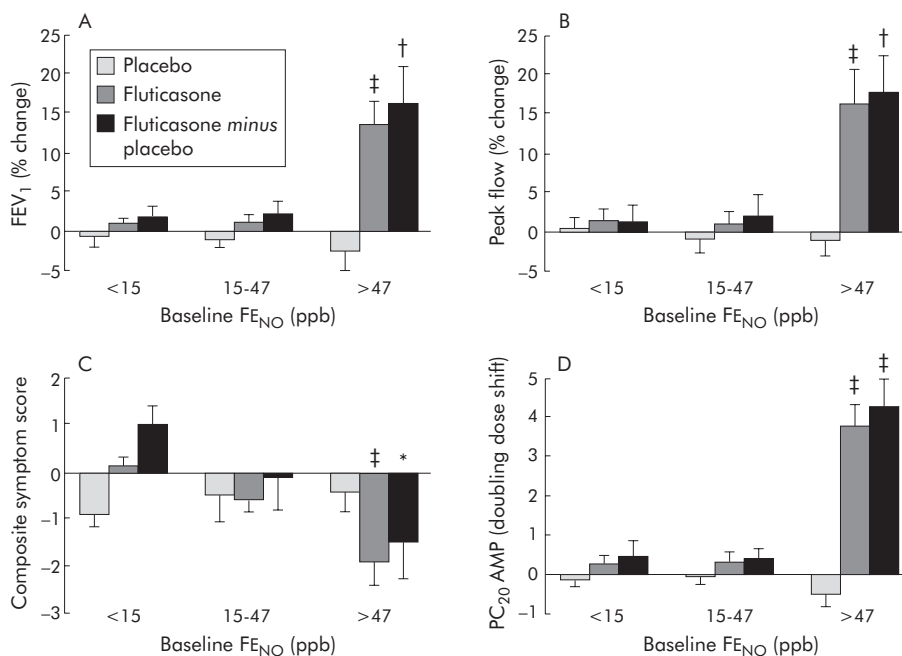 A
25
20
15
10
5
0
−5
FEV1 (% change)
Placebo
Fluticasone
Fluticasone minus
placebo
‡
†
<15
15-47
>47
Baseline FENO (ppb)
B
25
20
15
10
5
0
−5
Peak flow (% change)
‡
†
<15
15-47
>47
Baseline FENO (ppb)
C
2
1
0
−1
−2
−3
Composite symptom score
‡
*
<15
15-47
>47
Baseline FENO (ppb)
D
5
4
3
2
1
0
−1
PC20 AMP (doubling dose shift)
‡
‡
<15
15-47
>47
Baseline FENO (ppb)